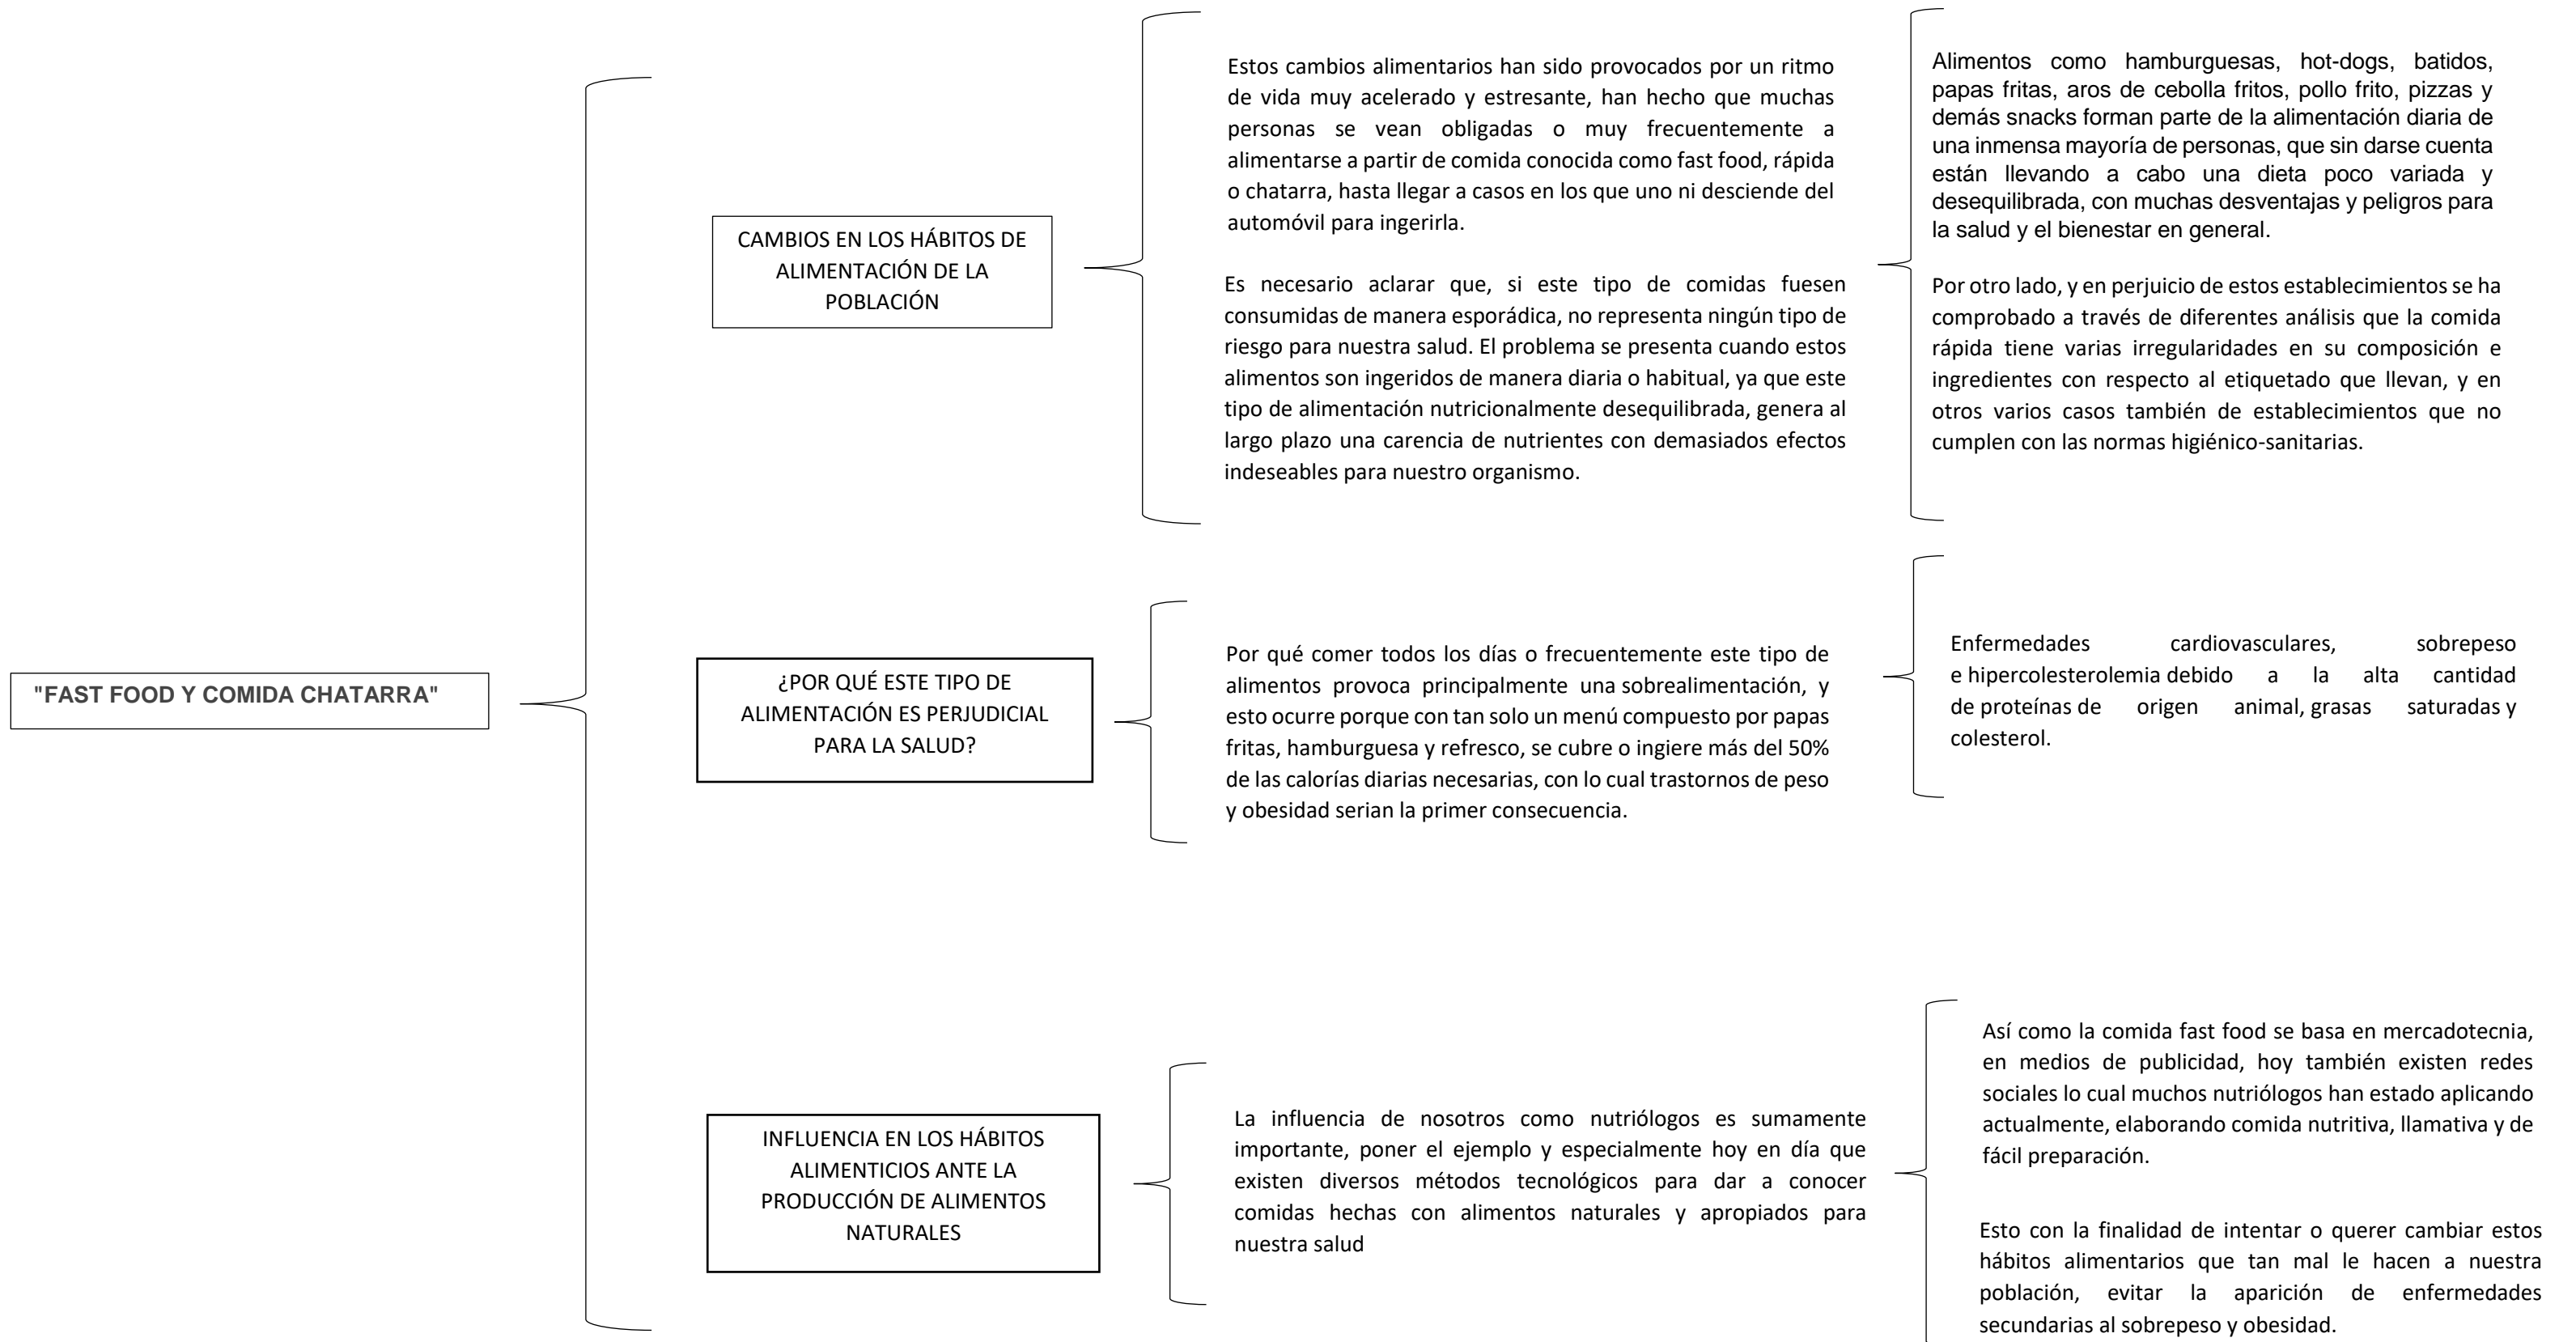 "FAST FOOD Y COMIDA CHATARRA"
CAMBIOS EN LOS HÁBITOS DE
ALIMENTACIÓN DE LA
POBLACIÓN
Estos cambios alimentarios han sido provocados por un ritmo
de vida muy acelerado y estresante, han hecho que muchas
personas se vean obligadas o muy frecuentemente a
alimentarse a partir de comida conocida como fast food, rápida
o chatarra, hasta llegar a casos en los que uno ni desciende del
automóvil para ingerirla.
Es necesario aclarar que, si este tipo de comidas fuesen
consumidas de manera esporádica, no representa ningún tipo de
riesgo para nuestra salud. El problema se presenta cuando estos
alimentos son ingeridos de manera diaria o habitual, ya que este
tipo de alimentación nutricionalmente desequilibrada, genera al
largo plazo una carencia de nutrientes con demasiados efectos
indeseables para nuestro organismo.
Alimentos como hamburguesas, hot-dogs, batidos,
papas fritas, aros de cebolla fritos, pollo frito, pizzas y
demás snacks forman parte de la alimentación diaria de
una inmensa mayoría de personas, que sin darse cuenta
están llevando a cabo una dieta poco variada y
desequilibrada, con muchas desventajas y peligros para
la salud y el bienestar en general.
Por otro lado, y en perjuicio de estos establecimientos se ha
comprobado a través de diferentes análisis que la comida
rápida tiene varias irregularidades en su composición e
ingredientes con respecto al etiquetado que llevan, y en
otros varios casos también de establecimientos que no
cumplen con las normas higiénico-sanitarias.
¿POR QUÉ ESTE TIPO DE
ALIMENTACIÓN ES PERJUDICIAL
PARA LA SALUD?
Por qué comer todos los días o frecuentemente este tipo de
alimentos provoca principalmente una sobrealimentación, y
esto ocurre porque con tan solo un menú compuesto por papas
fritas, hamburguesa y refresco, se cubre o ingiere más del 50%
de las calorías diarias necesarias, con lo cual trastornos de peso
y obesidad serian la primer consecuencia.
Enfermedades cardiovasculares, sobrepeso
e hipercolesterolemia debido a la alta cantidad
de proteínas de origen animal, grasas saturadas y
colesterol.
INFLUENCIA EN LOS HÁBITOS
ALIMENTICIOS ANTE LA
PRODUCCIÓN DE ALIMENTOS
NATURALES
La influencia de nosotros como nutriólogos es sumamente
importante, poner el ejemplo y especialmente hoy en día que
existen diversos métodos tecnológicos para dar a conocer
comidas hechas con alimentos naturales y apropiados para
nuestra salud
Así como la comida fast food se basa en mercadotecnia,
en medios de publicidad, hoy también existen redes
sociales lo cual muchos nutriólogos han estado aplicando
actualmente, elaborando comida nutritiva, llamativa y de
fácil preparación.
Esto con la finalidad de intentar o querer cambiar estos
hábitos alimentarios que tan mal le hacen a nuestra
población, evitar la aparición de enfermedades
secundarias al sobrepeso y obesidad.